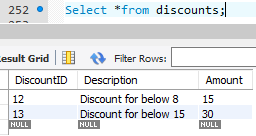 252 Select *from discounts;
253
Result Grid Filter Rows:
DiscountID Description Amount
12 Discount for below 8 15
13 Discount for below 15 30
NULL NULL NULL